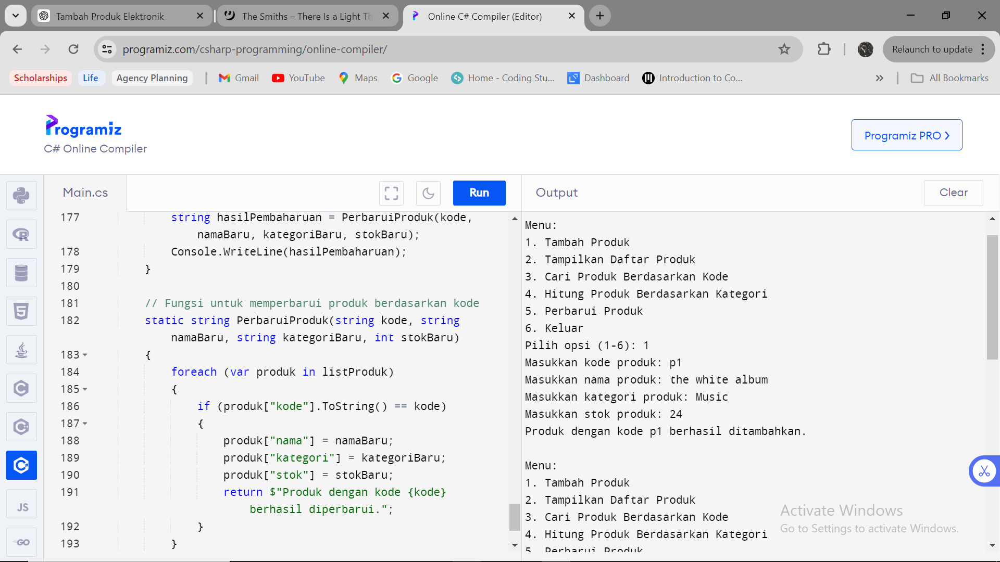 Tambah Produk Elektronik
The Smiths – There Is a Light Th
Online C# Compiler (Editor)
programiz.com/csharp-programming/online-compiler/
Relaunch to update
Scholarships
Life
Agency Planning
Gmail
YouTube
Maps
Google
Home - Coding Stu...
Dashboard
Introduction to Co...
All Bookmarks
Programiz
C# Online Compiler
Programiz PRO
Main.cs
Run
177 string hasilPembaharuan = PerbaruiProduk(kode,
namaBaru, kategoriBaru, stokBaru);
178 Console.WriteLine(hasilPembaharuan);
179 }
180
181 // Fungsi untuk memperbarui produk berdasarkan kode
182 static string PerbaruiProduk(string kode, string
namaBaru, string kategoriBaru, int stokBaru)
183 {
184 foreach (var produk in listProduk)
185 {
186 if (produk["kode"].ToString() == kode)
187 {
188 produk["nama"] = namaBaru;
189 produk["kategori"] = kategoriBaru;
190 produk["stok"] = stokBaru;
191 return $"Produk dengan kode {kode}
berhasil diperbarui.";
192 }
193 }
JS
GO
Output
Clear
Menu:
1. Tambah Produk
2. Tampilkan Daftar Produk
3. Cari Produk Berdasarkan Kode
4. Hitung Produk Berdasarkan Kategori
5. Perbarui Produk
6. Keluar
Pilih opsi (1-6): 1
Masukkan kode produk: p1
Masukkan nama produk: the white album
Masukkan kategori produk: Music
Masukkan stok produk: 24
Produk dengan kode p1 berhasil ditambahkan.
Menu:
1. Tambah Produk
2. Tampilkan Daftar Produk
3. Cari Produk Berdasarkan Kode
4. Hitung Produk Berdasarkan Kategori
5. Perbarui Produk
Activate Windows
Go to Settings to activate Windows.